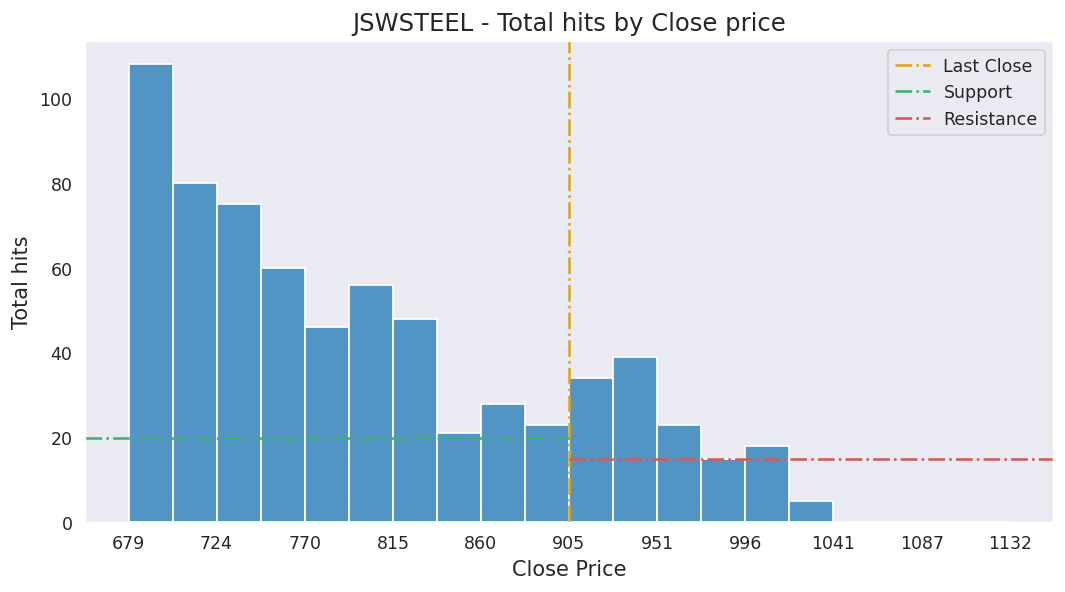 JSWSTEEL - Total hits by Close price
Last Close
Support
Resistance
Total hits
100
80
60
40
20
0
679 724 770 815 860 905 951 996 1041 1087 1132
Close Price